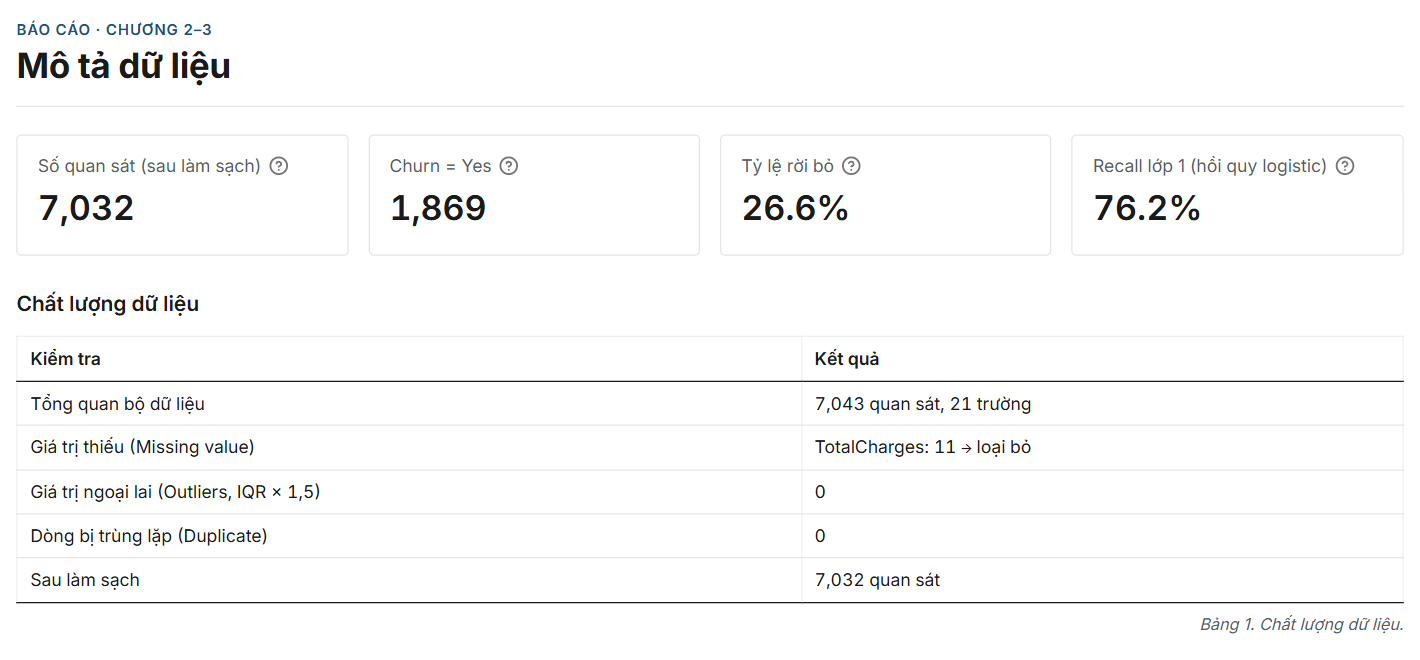 BÁO CÁO · CHƯƠNG 2–3
Mô tả dữ liệu
Số quan sát (sau làm sạch) ?
7,032
Churn = Yes ?
1,869
Tỷ lệ rời bỏ ?
26.6%
Recall lớp 1 (hồi quy logistic) ?
76.2%
Chất lượng dữ liệu
Kiểm tra Kết quả
Tổng quan bộ dữ liệu 7,043 quan sát, 21 trường
Giá trị thiếu (Missing value) TotalCharges: 11 → loại bỏ
Giá trị ngoại lai (Outliers, IQR × 1,5) 0
Dòng bị trùng lặp (Duplicate) 0
Sau làm sạch 7,032 quan sát
Bảng 1. Chất lượng dữ liệu.